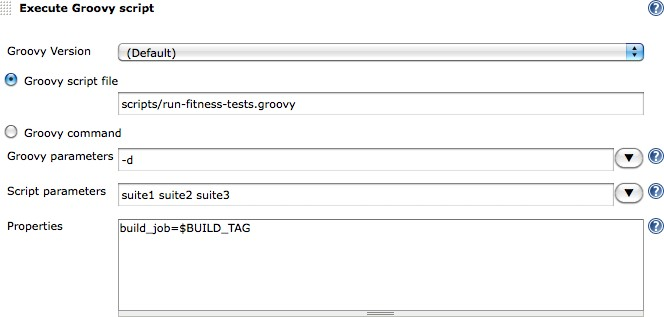 Execute Groovy script
Groovy Version (Default)
Groovy script file
scripts/run-fitness-tests.groovy
Groovy command
Groovy parameters -d
Script parameters suite1 suite2 suite3
Properties build_job=$BUILD_TAG